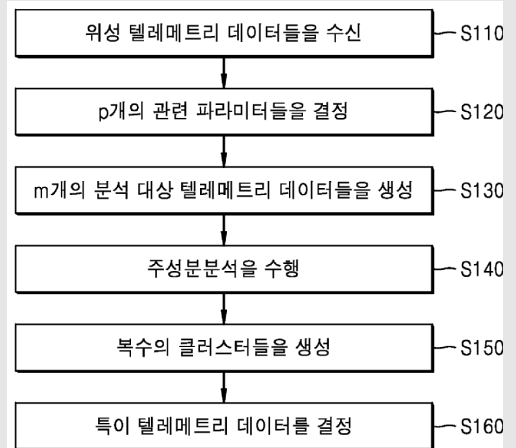 위성 텔레메트리 데이터들을 수신 S110
p개의 관련 파라미터들을 결정 S120
m개의 분석 대상 텔레메트리 데이터들을 생성 S130
주성분분석을 수행 S140
복수의 클러스터들을 생성 S150
특이 텔레메트리 데이터를 결정 S160